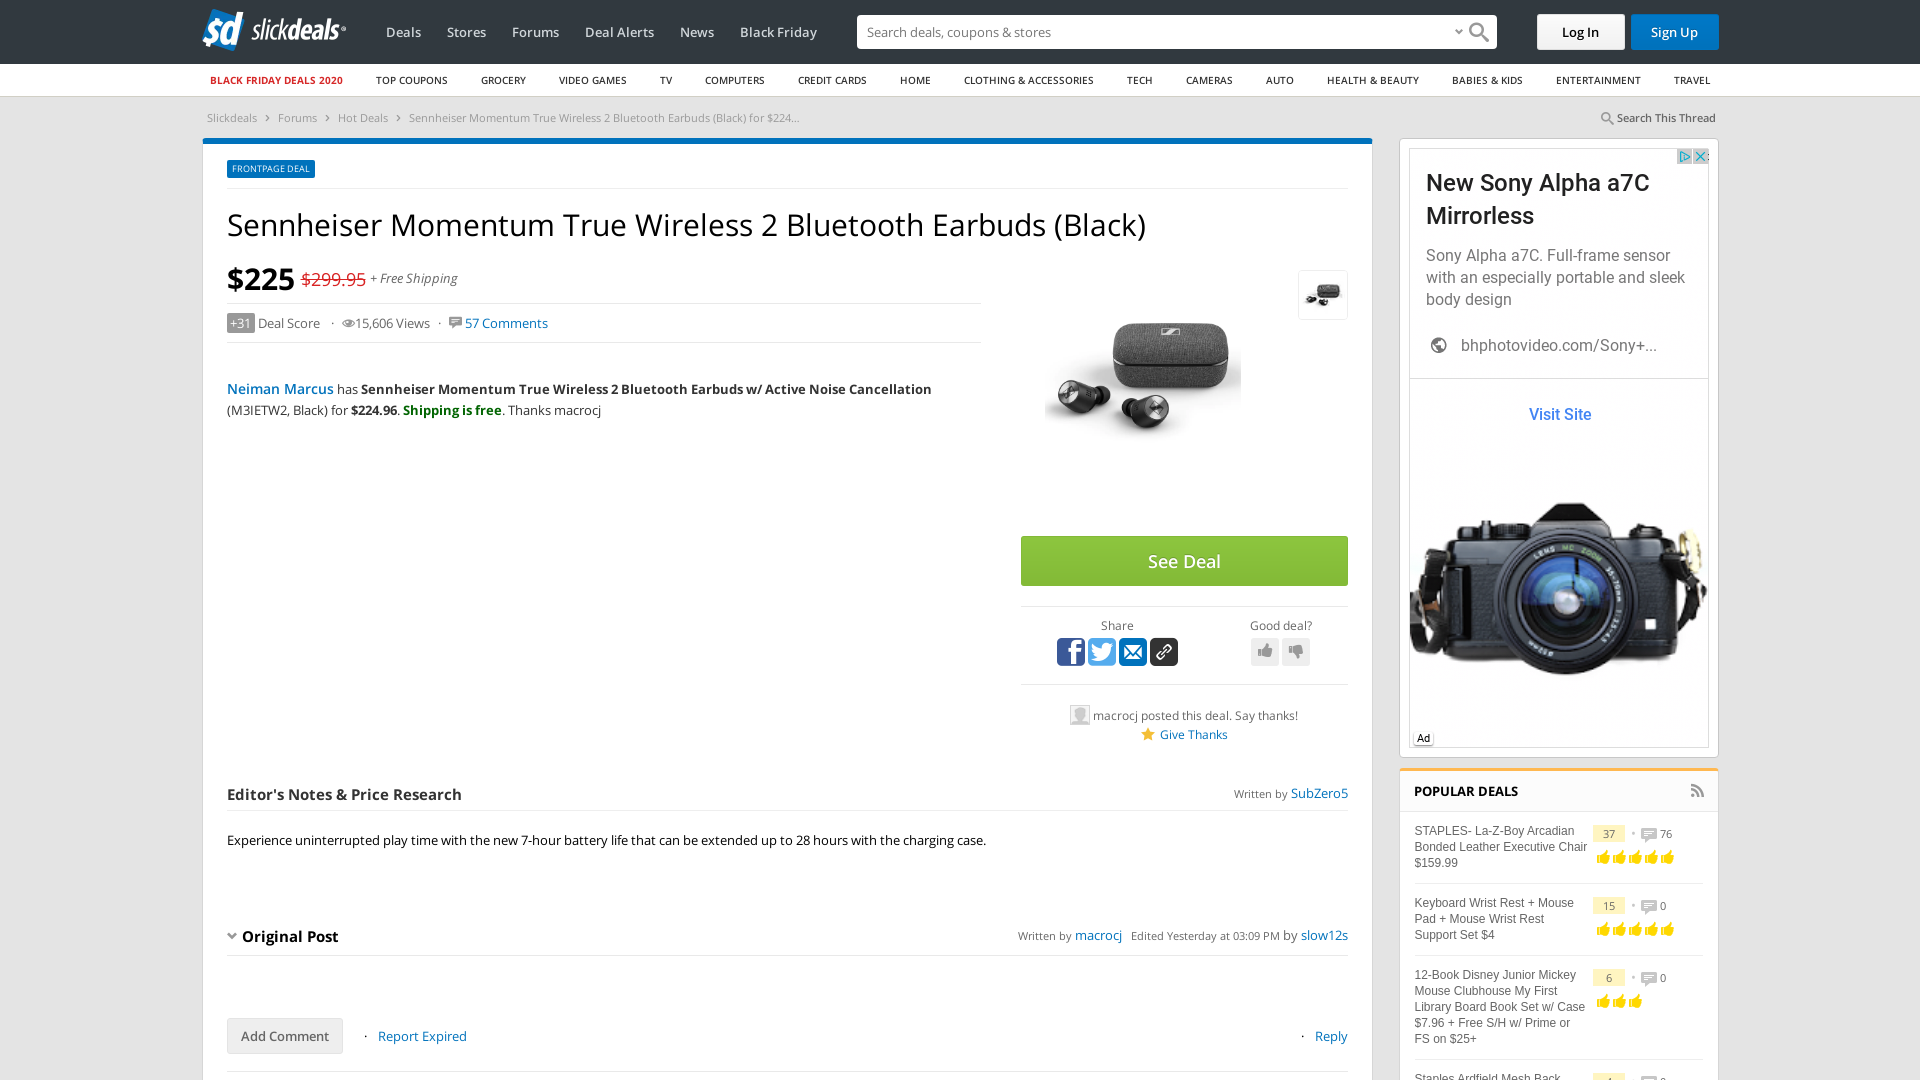 sd slickdeals
Deals
Stores
Forums
Deal Alerts
News
Black Friday
Search deals, coupons & stores
Log In
Sign Up
BLACK FRIDAY DEALS 2020
TOP COUPONS
GROCERY
VIDEO GAMES
TV
COMPUTERS
CREDIT CARDS
HOME
CLOTHING & ACCESSORIES
TECH
CAMERAS
AUTO
HEALTH & BEAUTY
BABIES & KIDS
ENTERTAINMENT
TRAVEL
Slickdeals › Forums › Hot Deals › Sennheiser Momentum True Wireless 2 Bluetooth Earbuds (Black) for $224...
Search This Thread
FRONTPAGE DEAL
Sennheiser Momentum True Wireless 2 Bluetooth Earbuds (Black)
$225 $299.95 + Free Shipping
+31 Deal Score · 15,606 Views · 57 Comments
Neiman Marcus has Sennheiser Momentum True Wireless 2 Bluetooth Earbuds w/ Active Noise Cancellation
(M3IETW2, Black) for $224.96. Shipping is free. Thanks macrocj
See Deal
Share
Good deal?
macrocj posted this deal. Say thanks!
Give Thanks
Editor's Notes & Price Research
Written by SubZero5
Experience uninterrupted play time with the new 7-hour battery life that can be extended up to 28 hours with the charging case.
Original Post
Written by macrocj Edited Yesterday at 03:09 PM by slow12s
Add Comment
· Report Expired
· Reply
New Sony Alpha a7C
Mirrorless
Sony Alpha a7C. Full-frame sensor
with an especially portable and sleek
body design
bhphotovideo.com/Sony+...
Visit Site
Ad
POPULAR DEALS
STAPLES- La-Z-Boy Arcadian
Bonded Leather Executive Chair
$159.99
37 • 76
Keyboard Wrist Rest + Mouse
Pad + Mouse Wrist Rest
Support Set $4
15 • 0
12-Book Disney Junior Mickey
Mouse Clubhouse My First
Library Board Book Set w/ Case
$7.96 + Free S/H w/ Prime or
FS on $25+
6 • 0
Staples Ardfield Mesh Back